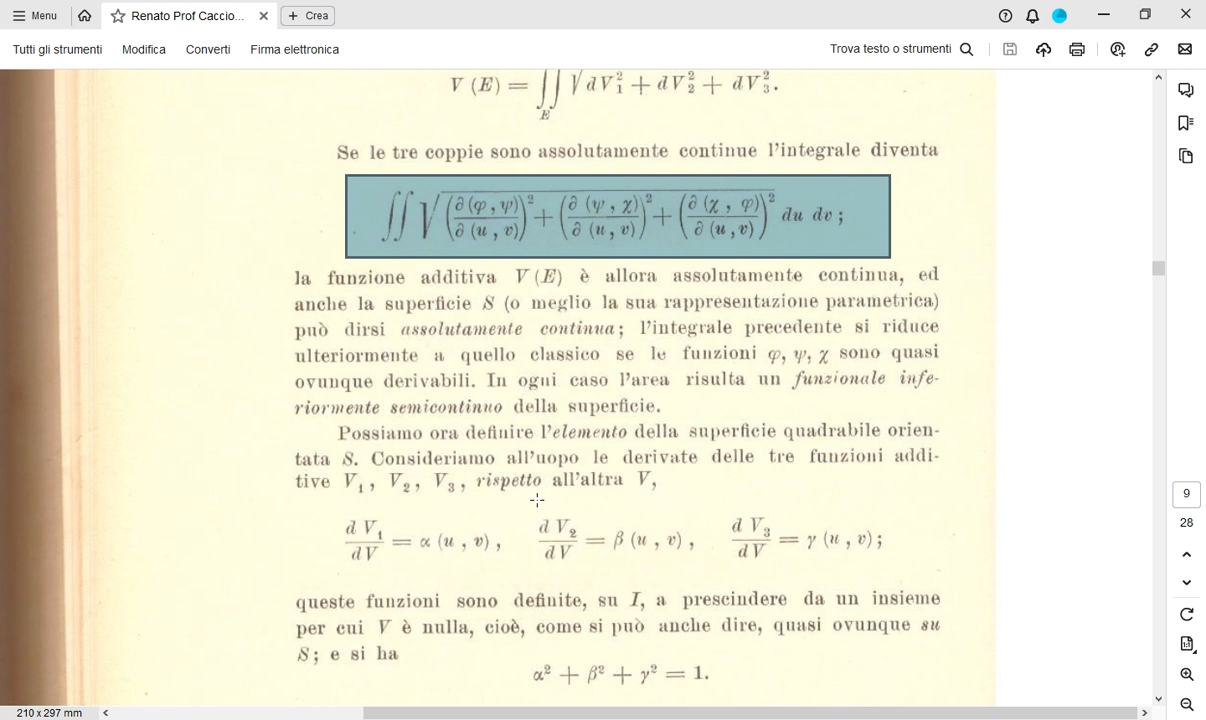 Menu
Renato Prof Caccio...
Crea
Tutti gli strumenti Modifica Converti Firma elettronica Trova testo o strumenti
V (E) = ∬_E √dV₁² + dV₂² + dV₃².
Se le tre coppie sono assolutamente continue l'integrale diventa
∬ √(∂ (φ , ψ)/∂ (u , v))² + (∂ (ψ , χ)/∂ (u , v))² + (∂ (χ , φ)/∂ (u , v))² du dv ;
la funzione additiva V (E) è allora assolutamente continua, ed
anche la superficie S (o meglio la sua rappresentazione parametrica)
può dirsi assolutamente continua; l'integrale precedente si riduce
ulteriormente a quello classico se le funzioni φ, ψ, χ sono quasi
ovunque derivabili. In ogni caso l'area risulta un funzionale infe-
riormente semicontinuo della superficie.
Possiamo ora definire l'elemento della superficie quadrabile orien-
tata S. Consideriamo all'uopo le derivate delle tre funzioni addi-
tive V₁ , V₂ , V₃ , rispetto all'altra V,
d V₁/d V = α (u , v) , d V₂/d V = β (u , v) , d V₃/d V = γ (u , v) ;
queste funzioni sono definite, su I, a prescindere da un insieme
per cui V è nulla, cioè, come si può anche dire, quasi ovunque su
S; e si ha
α² + β² + γ² = 1.
9
28
210 x 297 mm